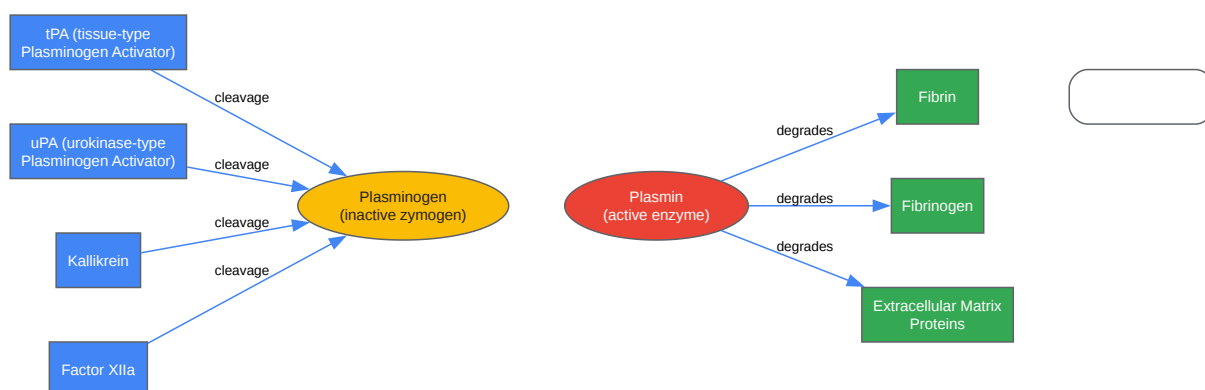 tPA (tissue-type
Plasminogen Activator)
cleavage
uPA (urokinase-type
Plasminogen Activator)
cleavage
Kallikrein
cleavage
Factor XIIa
cleavage
Plasminogen
(inactive zymogen)
Plasmin
(active enzyme)
degrades
Fibrin
degrades
Fibrinogen
degrades
Extracellular Matrix
Proteins